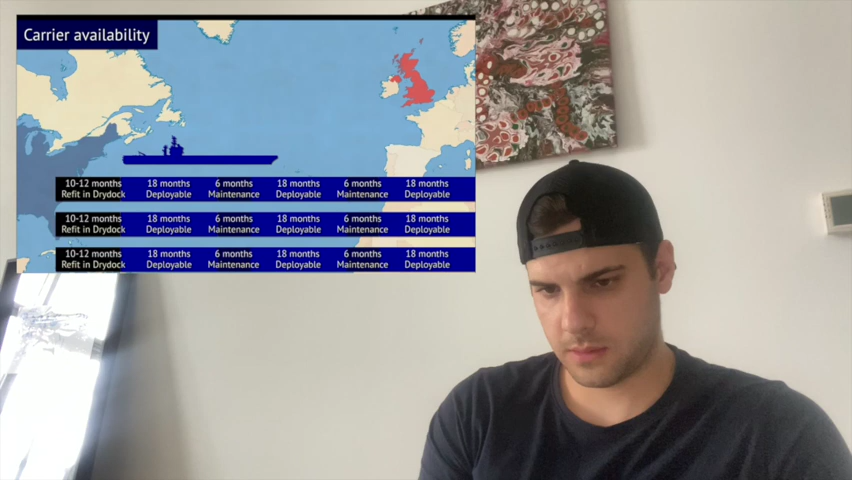 Carrier availability
10-12 months 18 months 6 months 18 months 6 months 18 months
Refit in Drydock Deployable Maintenance Deployable Maintenance Deployable
10-12 months 18 months 6 months 18 months 6 months 18 months
Refit in Drydock Deployable Maintenance Deployable Maintenance Deployable
10-12 months 18 months 6 months 18 months 6 months 18 months
Refit in Drydock Deployable Maintenance Deployable Maintenance Deployable